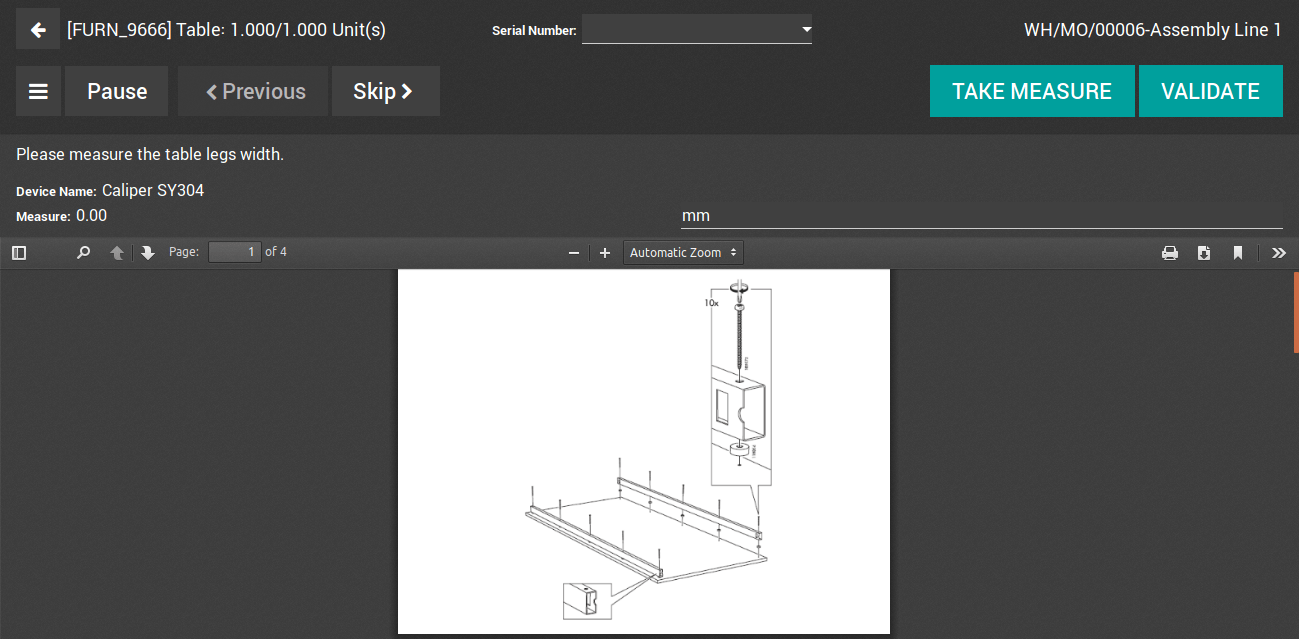 [FURN_9666] Table: 1.000/1.000 Unit(s)
Serial Number:
WH/MO/00006-Assembly Line 1
Pause
Previous
Skip
TAKE MEASURE
VALIDATE
Please measure the table legs width.
Device Name: Caliper SY304
Measure: 0.00
mm
Page: 1 of 4
Automatic Zoom
10x